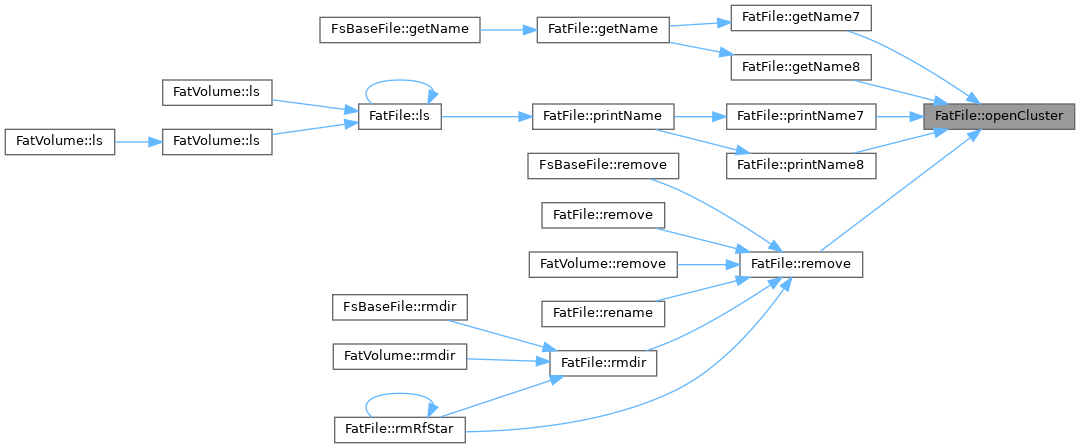 FatFile::getName7
FsBaseFile::getName
FatFile::getName
FatFile::getName8
FatVolume::ls
FatFile::ls
FatFile::printName
FatFile::printName7
FatFile::openCluster
FatVolume::ls
FatVolume::ls
FatFile::printName8
FsBaseFile::remove
FatFile::remove
FatVolume::remove
FatFile::remove
FsBaseFile::rmdir
FatFile::rename
FatVolume::rmdir
FatFile::rmdir
FatFile::rmRfStar